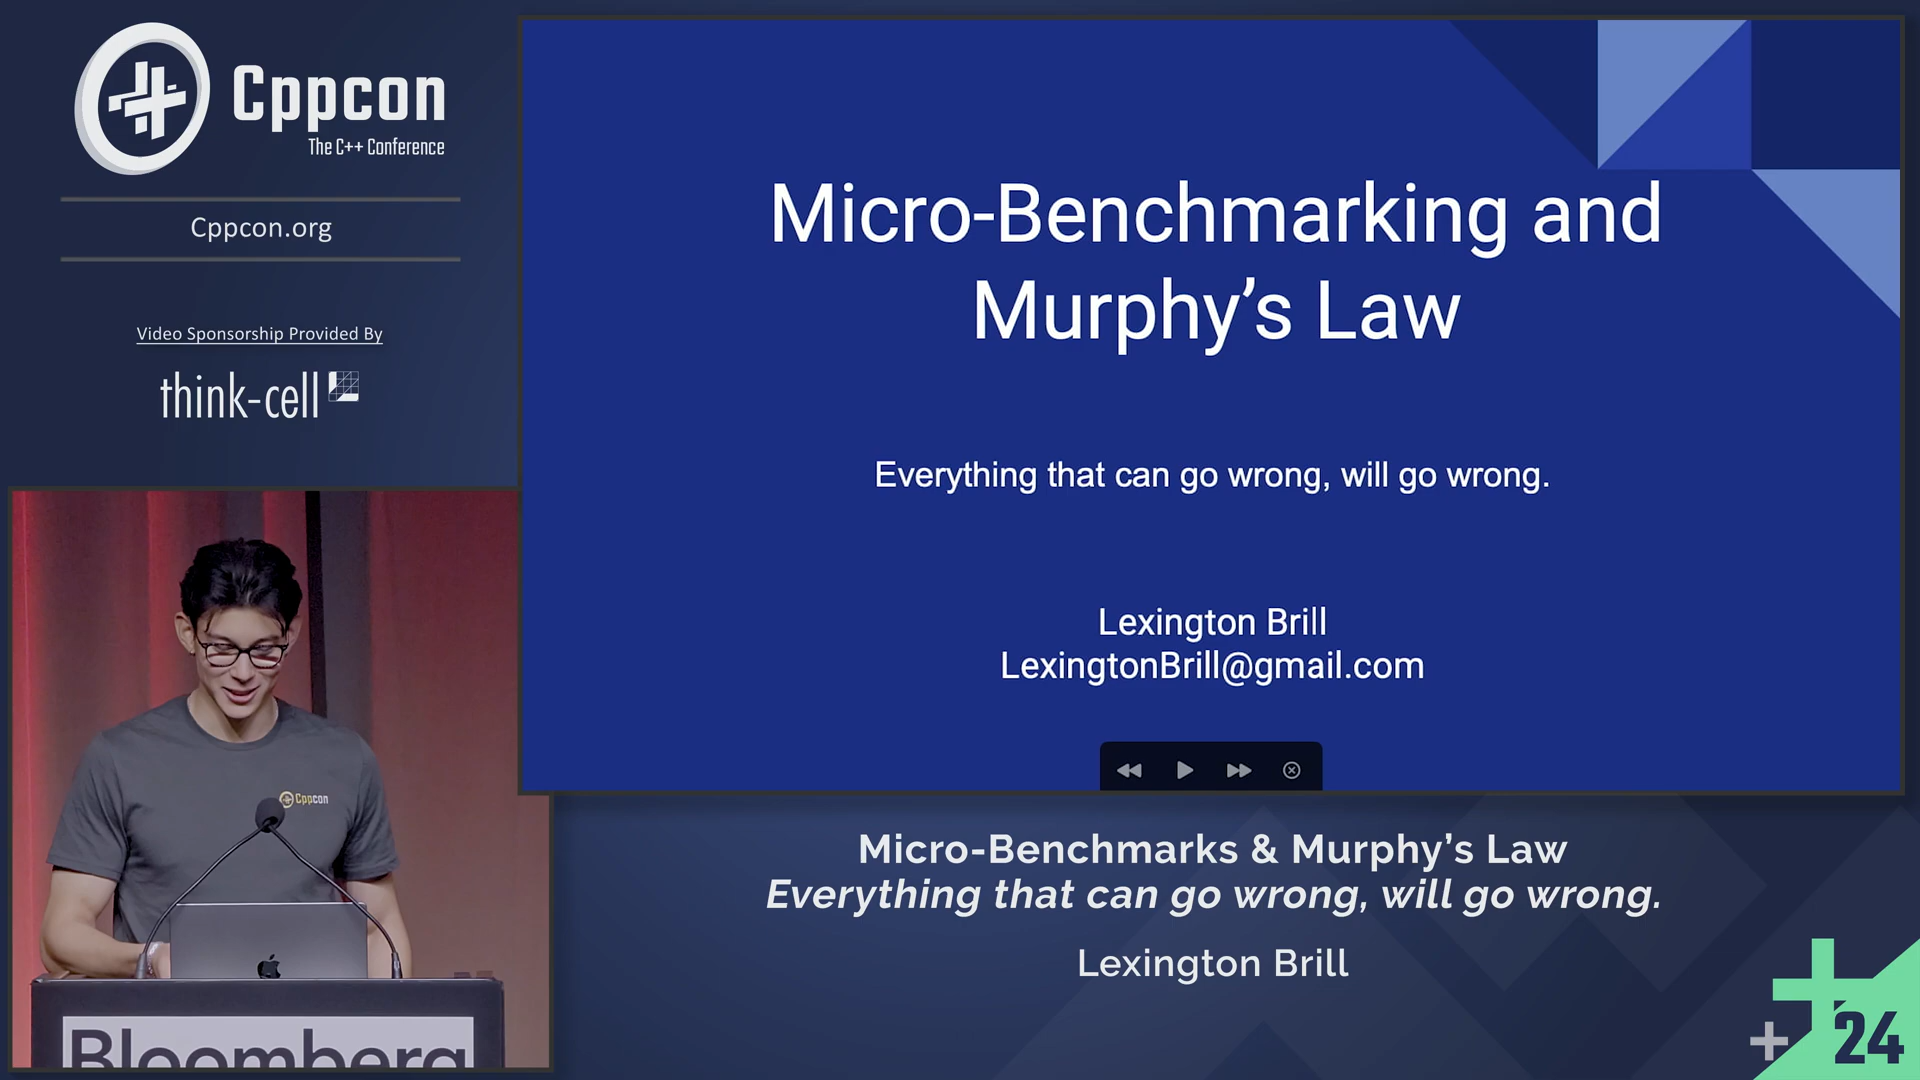 Cppcon
The C++ Conference
Cppcon.org
Video Sponsorship Provided By
think-cell
Micro-Benchmarking and
Murphy’s Law
Everything that can go wrong, will go wrong.
Lexington Brill
LexingtonBrill@gmail.com
Cppcon
Bloomberg
Micro-Benchmarks & Murphy’s Law
Everything that can go wrong, will go wrong.
Lexington Brill
24